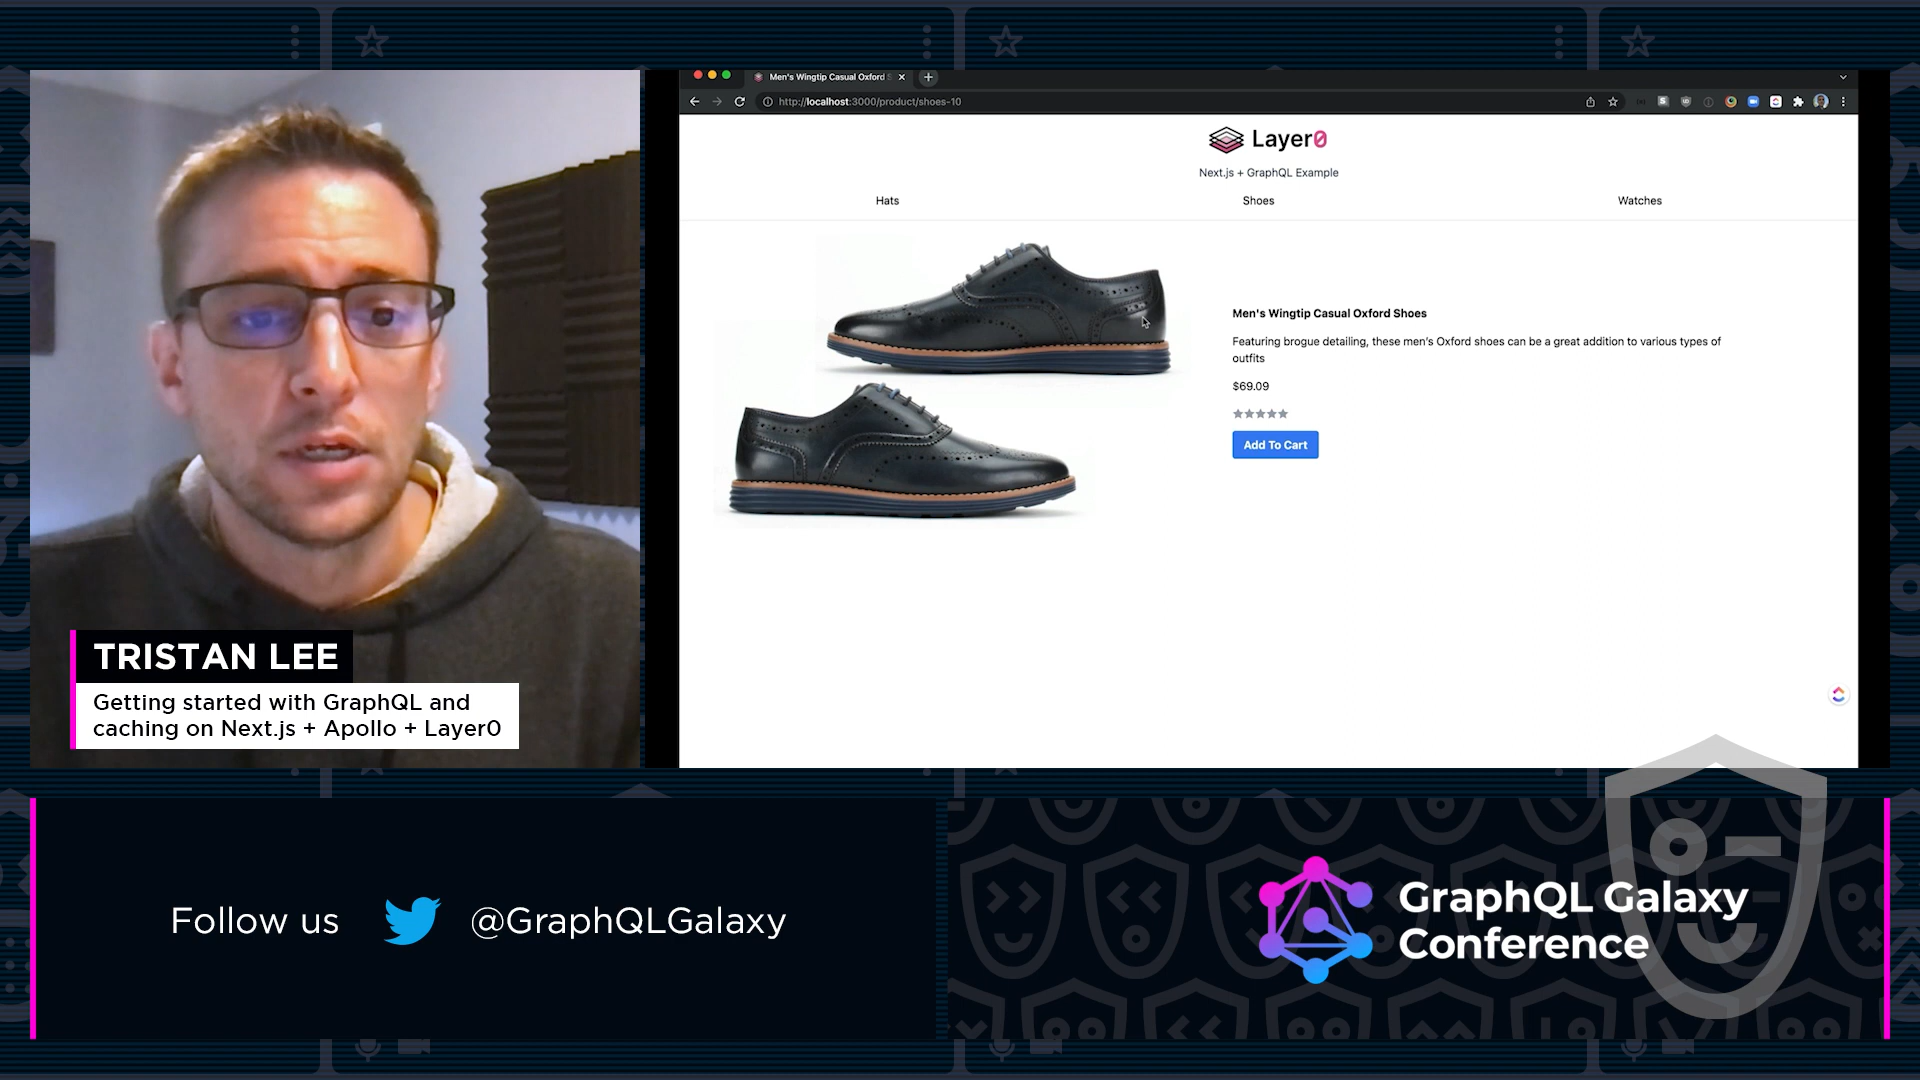 Men's Wingtip Casual Oxford S
http://localhost:3000/product/shoes-10
Layer0
Next.js + GraphQL Example
Hats
Shoes
Watches
Men's Wingtip Casual Oxford Shoes
Featuring brogue detailing, these men's Oxford shoes can be a great addition to various types of
outfits
$69.09
Add To Cart
TRISTAN LEE
Getting started with GraphQL and
caching on Next.js + Apollo + Layer0
Follow us
@GraphQLGalaxy
GraphQL Galaxy
Conference